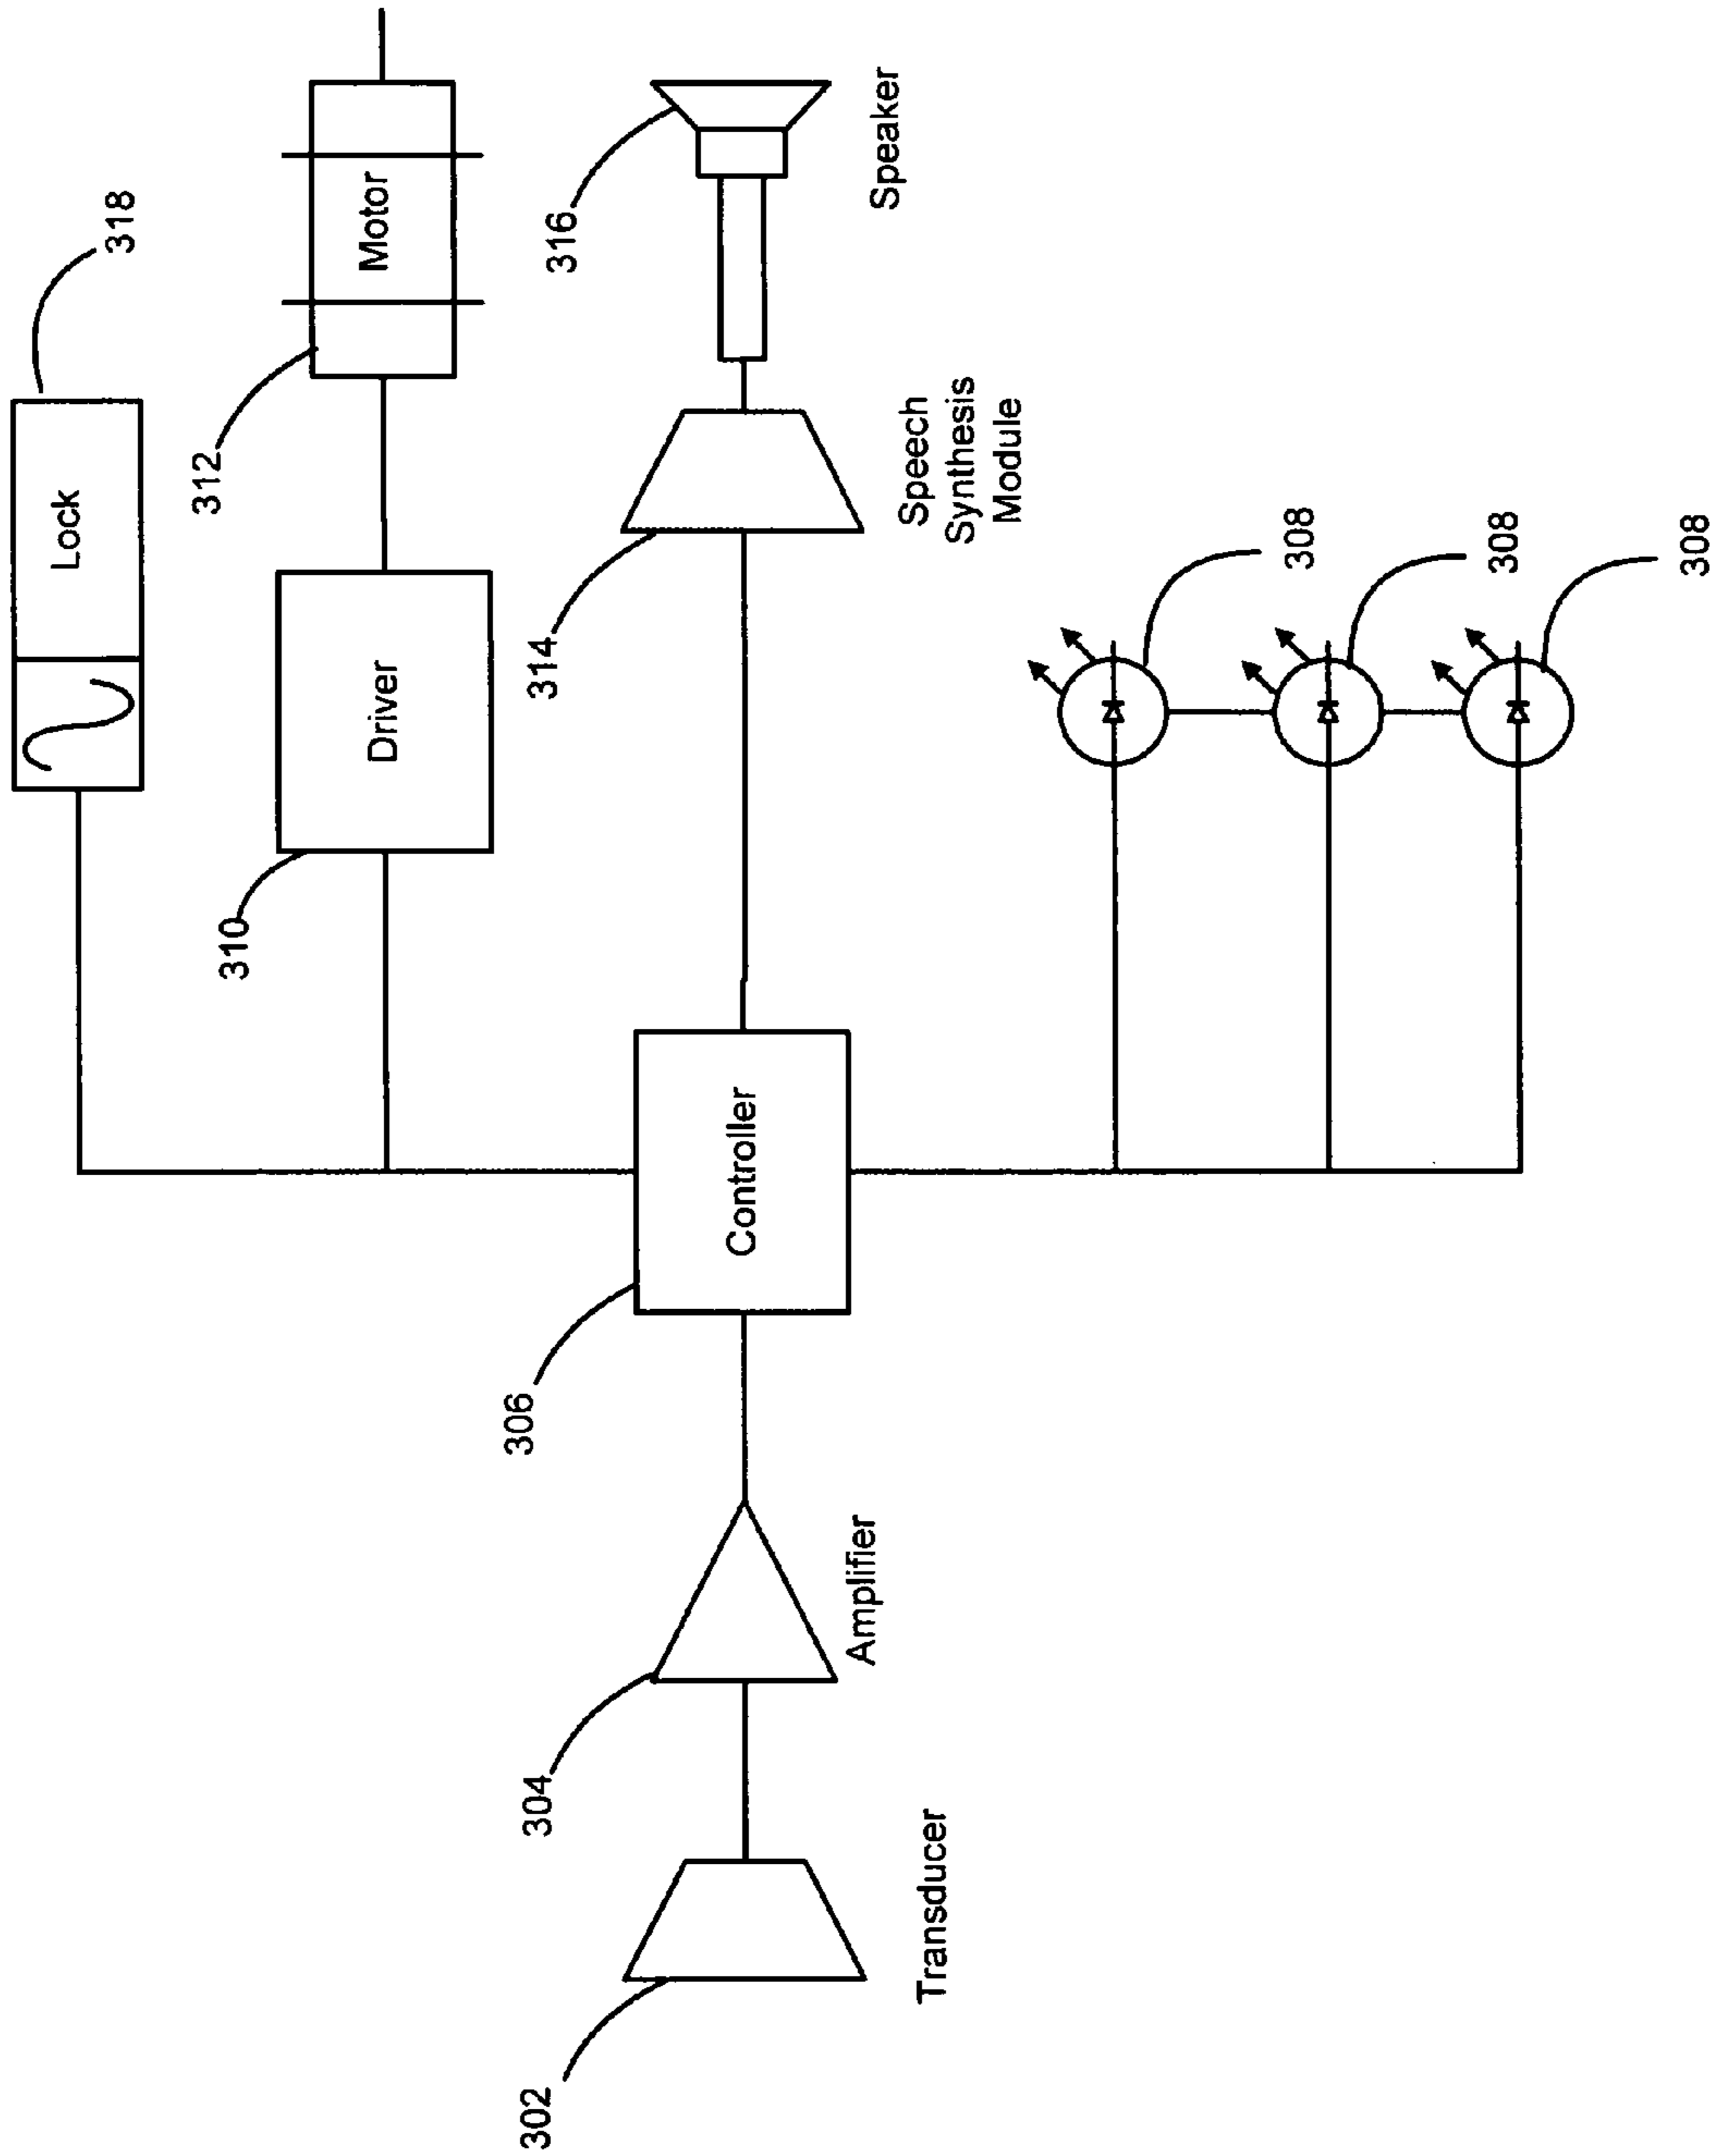 318
Lock
312
Motor
310
Driver
316
Speaker
314
Speech
Synthesis
Module
306
Controller
304
Amplifier
302
Transducer
308
308
308